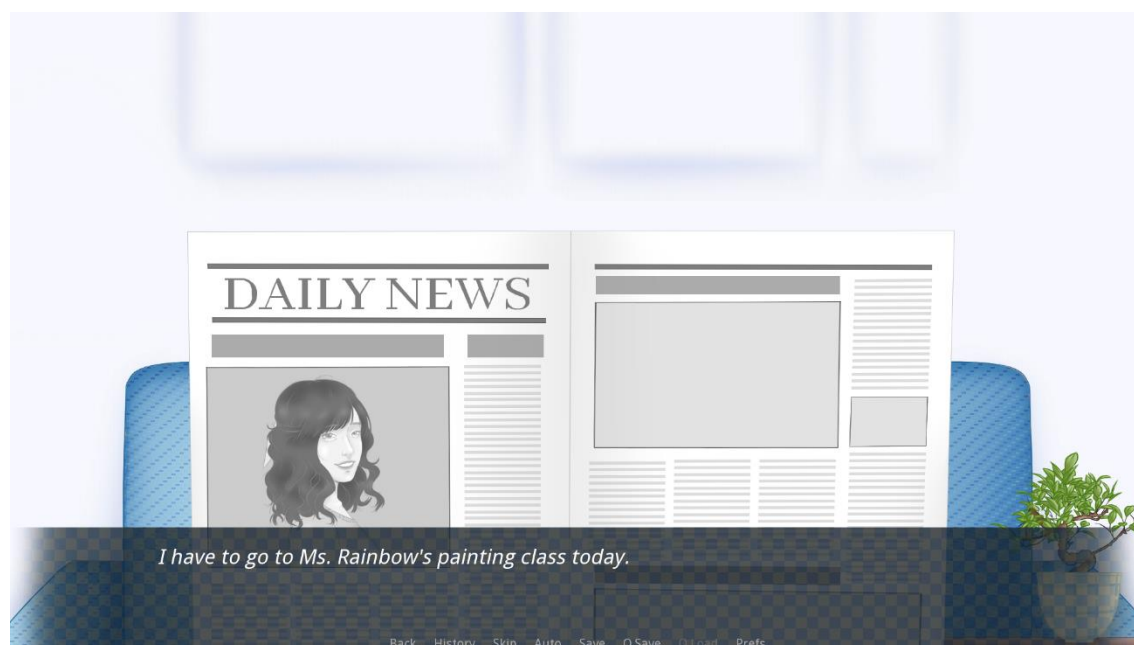 DAILY NEWS
I have to go to Ms. Rainbow's painting class today.
Back History Skip Auto Save Q.Save Q.Load Prefs